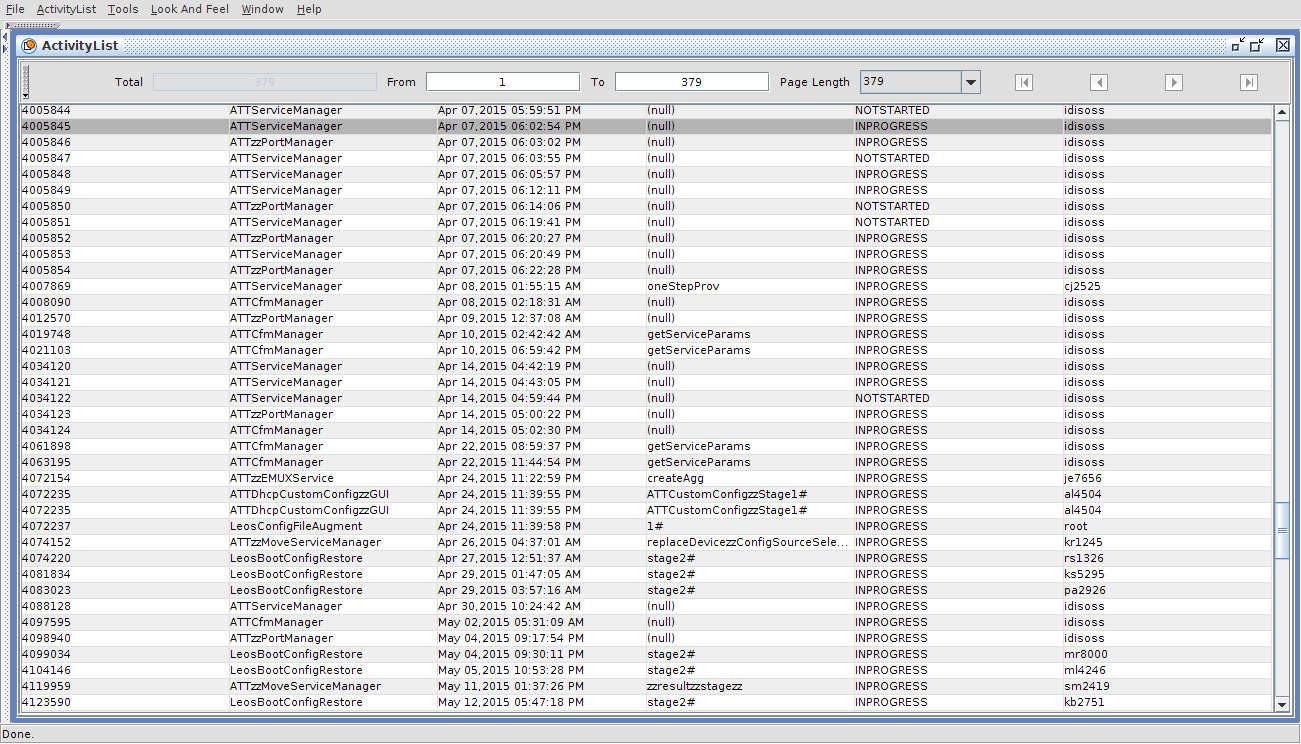 File ActivityList Tools Look And Feel Window Help
ActivityList
Total 379 From 1 To 379 Page Length 379
4005844 ATTServiceManager Apr 07,2015 05:59:51 PM (null) NOTSTARTED idisoss
4005845 ATTServiceManager Apr 07,2015 06:02:54 PM (null) INPROGRESS idisoss
4005846 ATTzzPortManager Apr 07,2015 06:03:02 PM (null) INPROGRESS idisoss
4005847 ATTServiceManager Apr 07,2015 06:03:55 PM (null) NOTSTARTED idisoss
4005848 ATTServiceManager Apr 07,2015 06:05:57 PM (null) INPROGRESS idisoss
4005849 ATTServiceManager Apr 07,2015 06:12:11 PM (null) INPROGRESS idisoss
4005850 ATTzzPortManager Apr 07,2015 06:14:06 PM (null) NOTSTARTED idisoss
4005851 ATTServiceManager Apr 07,2015 06:19:41 PM (null) NOTSTARTED idisoss
4005852 ATTzzPortManager Apr 07,2015 06:20:27 PM (null) INPROGRESS idisoss
4005853 ATTServiceManager Apr 07,2015 06:20:49 PM (null) INPROGRESS idisoss
4005854 ATTzzPortManager Apr 07,2015 06:22:28 PM (null) INPROGRESS idisoss
4007869 ATTServiceManager Apr 08,2015 01:55:15 AM oneStepProv INPROGRESS cj2525
4008090 ATTCfmManager Apr 08,2015 02:18:31 AM (null) INPROGRESS idisoss
4012570 ATTzzPortManager Apr 09,2015 12:37:08 AM (null) INPROGRESS idisoss
4019748 ATTCfmManager Apr 10,2015 02:42:42 AM getServiceParams INPROGRESS idisoss
4021103 ATTCfmManager Apr 10,2015 06:59:42 PM getServiceParams INPROGRESS idisoss
4034120 ATTServiceManager Apr 14,2015 04:42:19 PM (null) INPROGRESS idisoss
4034121 ATTServiceManager Apr 14,2015 04:43:05 PM (null) INPROGRESS idisoss
4034122 ATTServiceManager Apr 14,2015 04:59:44 PM (null) NOTSTARTED idisoss
4034123 ATTzzPortManager Apr 14,2015 05:00:22 PM (null) INPROGRESS idisoss
4034124 ATTCfmManager Apr 14,2015 05:02:30 PM (null) INPROGRESS idisoss
4061898 ATTCfmManager Apr 22,2015 08:59:37 PM getServiceParams INPROGRESS idisoss
4063195 ATTCfmManager Apr 22,2015 11:44:54 PM getServiceParams INPROGRESS idisoss
4072154 ATTzzEMUXService Apr 24,2015 11:22:59 PM createAgg INPROGRESS je7656
4072235 ATTDhcpCustomConfigzzGUI Apr 24,2015 11:39:55 PM ATTCustomConfigzzStage1# INPROGRESS al4504
4072235 ATTDhcpCustomConfigzzGUI Apr 24,2015 11:39:55 PM ATTCustomConfigzzStage1# INPROGRESS al4504
4072237 LeosConfigFileAugment Apr 24,2015 11:39:58 PM 1# INPROGRESS root
4074152 ATTzzMoveServiceManager Apr 26,2015 04:37:01 AM replaceDevicezzConfigSourceSele... INPROGRESS kr1245
4074220 LeosBootConfigRestore Apr 27,2015 12:51:37 AM stage2# INPROGRESS rs1326
4081834 LeosBootConfigRestore Apr 29,2015 01:47:05 AM stage2# INPROGRESS ks5295
4083023 LeosBootConfigRestore Apr 29,2015 03:57:16 AM stage2# INPROGRESS pa2926
4088128 ATTServiceManager Apr 30,2015 10:24:42 AM (null) INPROGRESS idisoss
4097595 ATTCfmManager May 02,2015 05:31:09 AM (null) INPROGRESS idisoss
4098940 ATTzzPortManager May 04,2015 09:17:54 PM (null) INPROGRESS idisoss
4099034 LeosBootConfigRestore May 04,2015 09:30:11 PM stage2# INPROGRESS mr8000
4104146 LeosBootConfigRestore May 05,2015 10:53:28 PM stage2# INPROGRESS ml4246
4119959 ATTzzMoveServiceManager May 11,2015 01:37:26 PM zzresultzzstagezz INPROGRESS sm2419
4123590 LeosBootConfigRestore May 12,2015 05:47:18 PM stage2# INPROGRESS kb2751
Done.